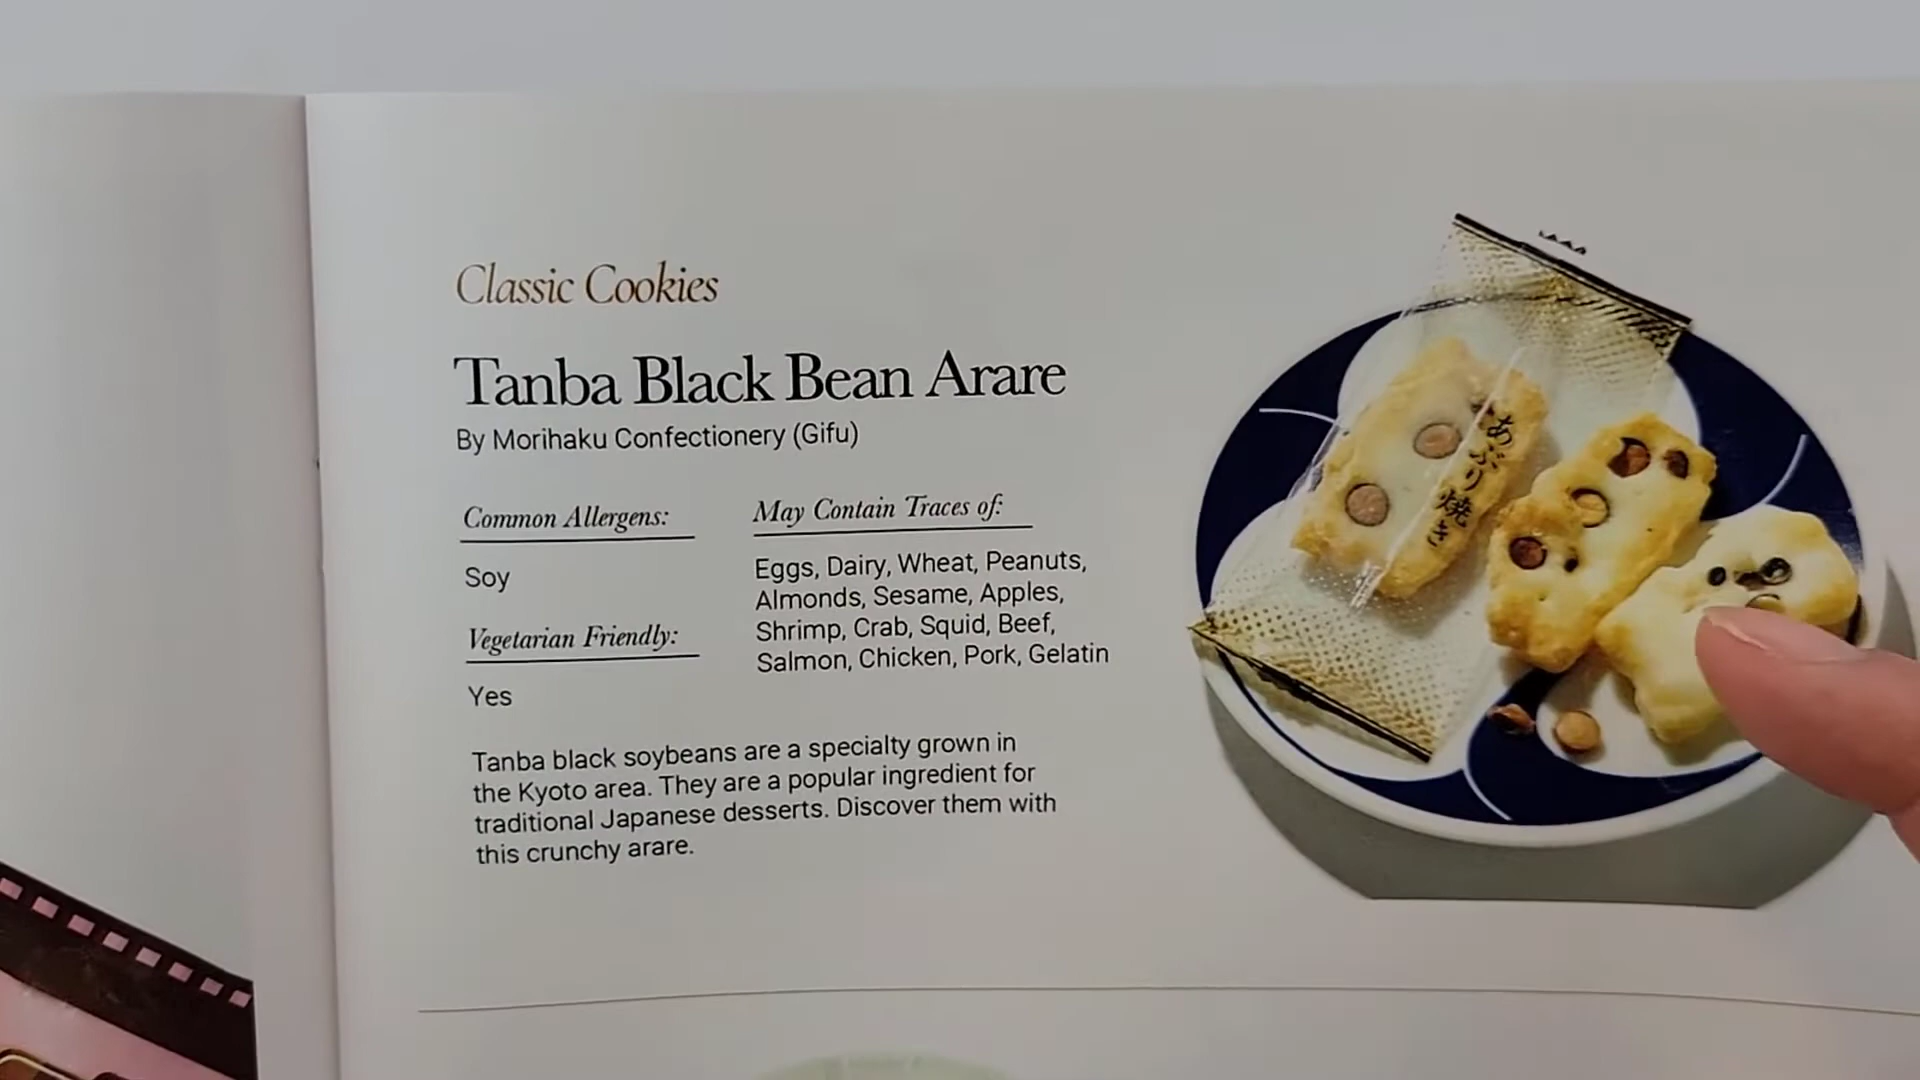 Classic Cookies
Tanba Black Bean Arare
By Morihaku Confectionery (Gifu)
Common Allergens:
Soy
Vegetarian Friendly:
Yes
May Contain Traces of:
Eggs, Dairy, Wheat, Peanuts,
Almonds, Sesame, Apples,
Shrimp, Crab, Squid, Beef,
Salmon, Chicken, Pork, Gelatin
Tanba black soybeans are a specialty grown in
the Kyoto area. They are a popular ingredient for
traditional Japanese desserts. Discover them with
this crunchy arare.
あぶり焼き